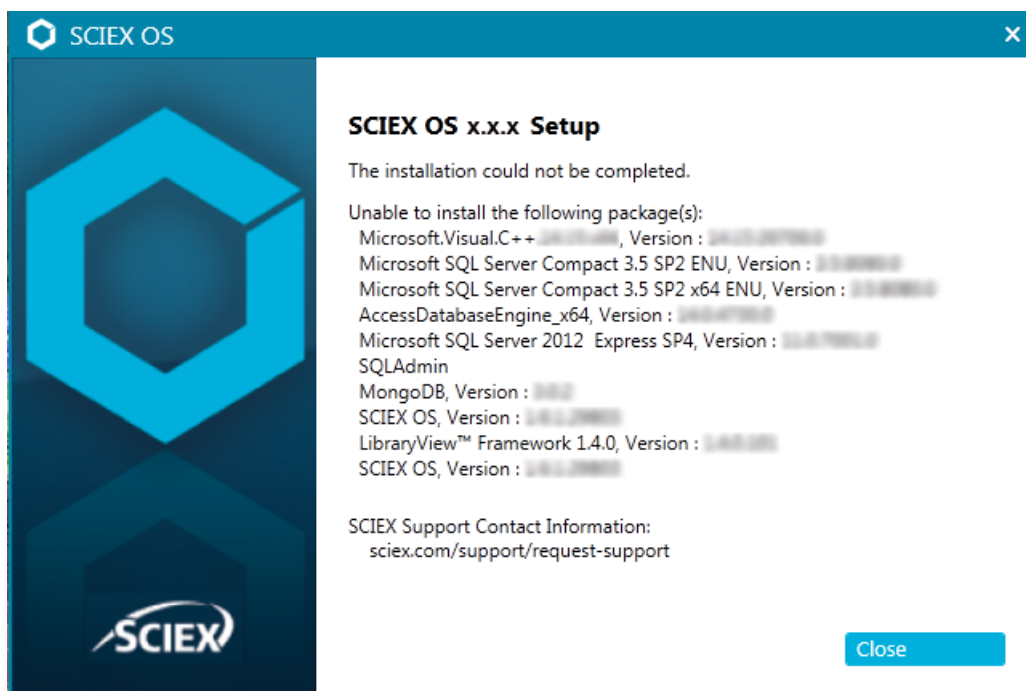 SCIEX OS
SCIEX OS x.x.x Setup
The installation could not be completed.
Unable to install the following package(s):
Microsoft.Visual.C++ , Version :
Microsoft SQL Server Compact 3.5 SP2 ENU, Version :
Microsoft SQL Server Compact 3.5 SP2 x64 ENU, Version :
AccessDatabaseEngine_x64, Version :
Microsoft SQL Server 2012 Express SP4, Version :
SQLAdmin
MongoDB, Version :
SCIEX OS, Version :
LibraryView™ Framework 1.4.0, Version :
SCIEX OS, Version :
SCIEX Support Contact Information:
sciex.com/support/request-support
SCIEX
Close